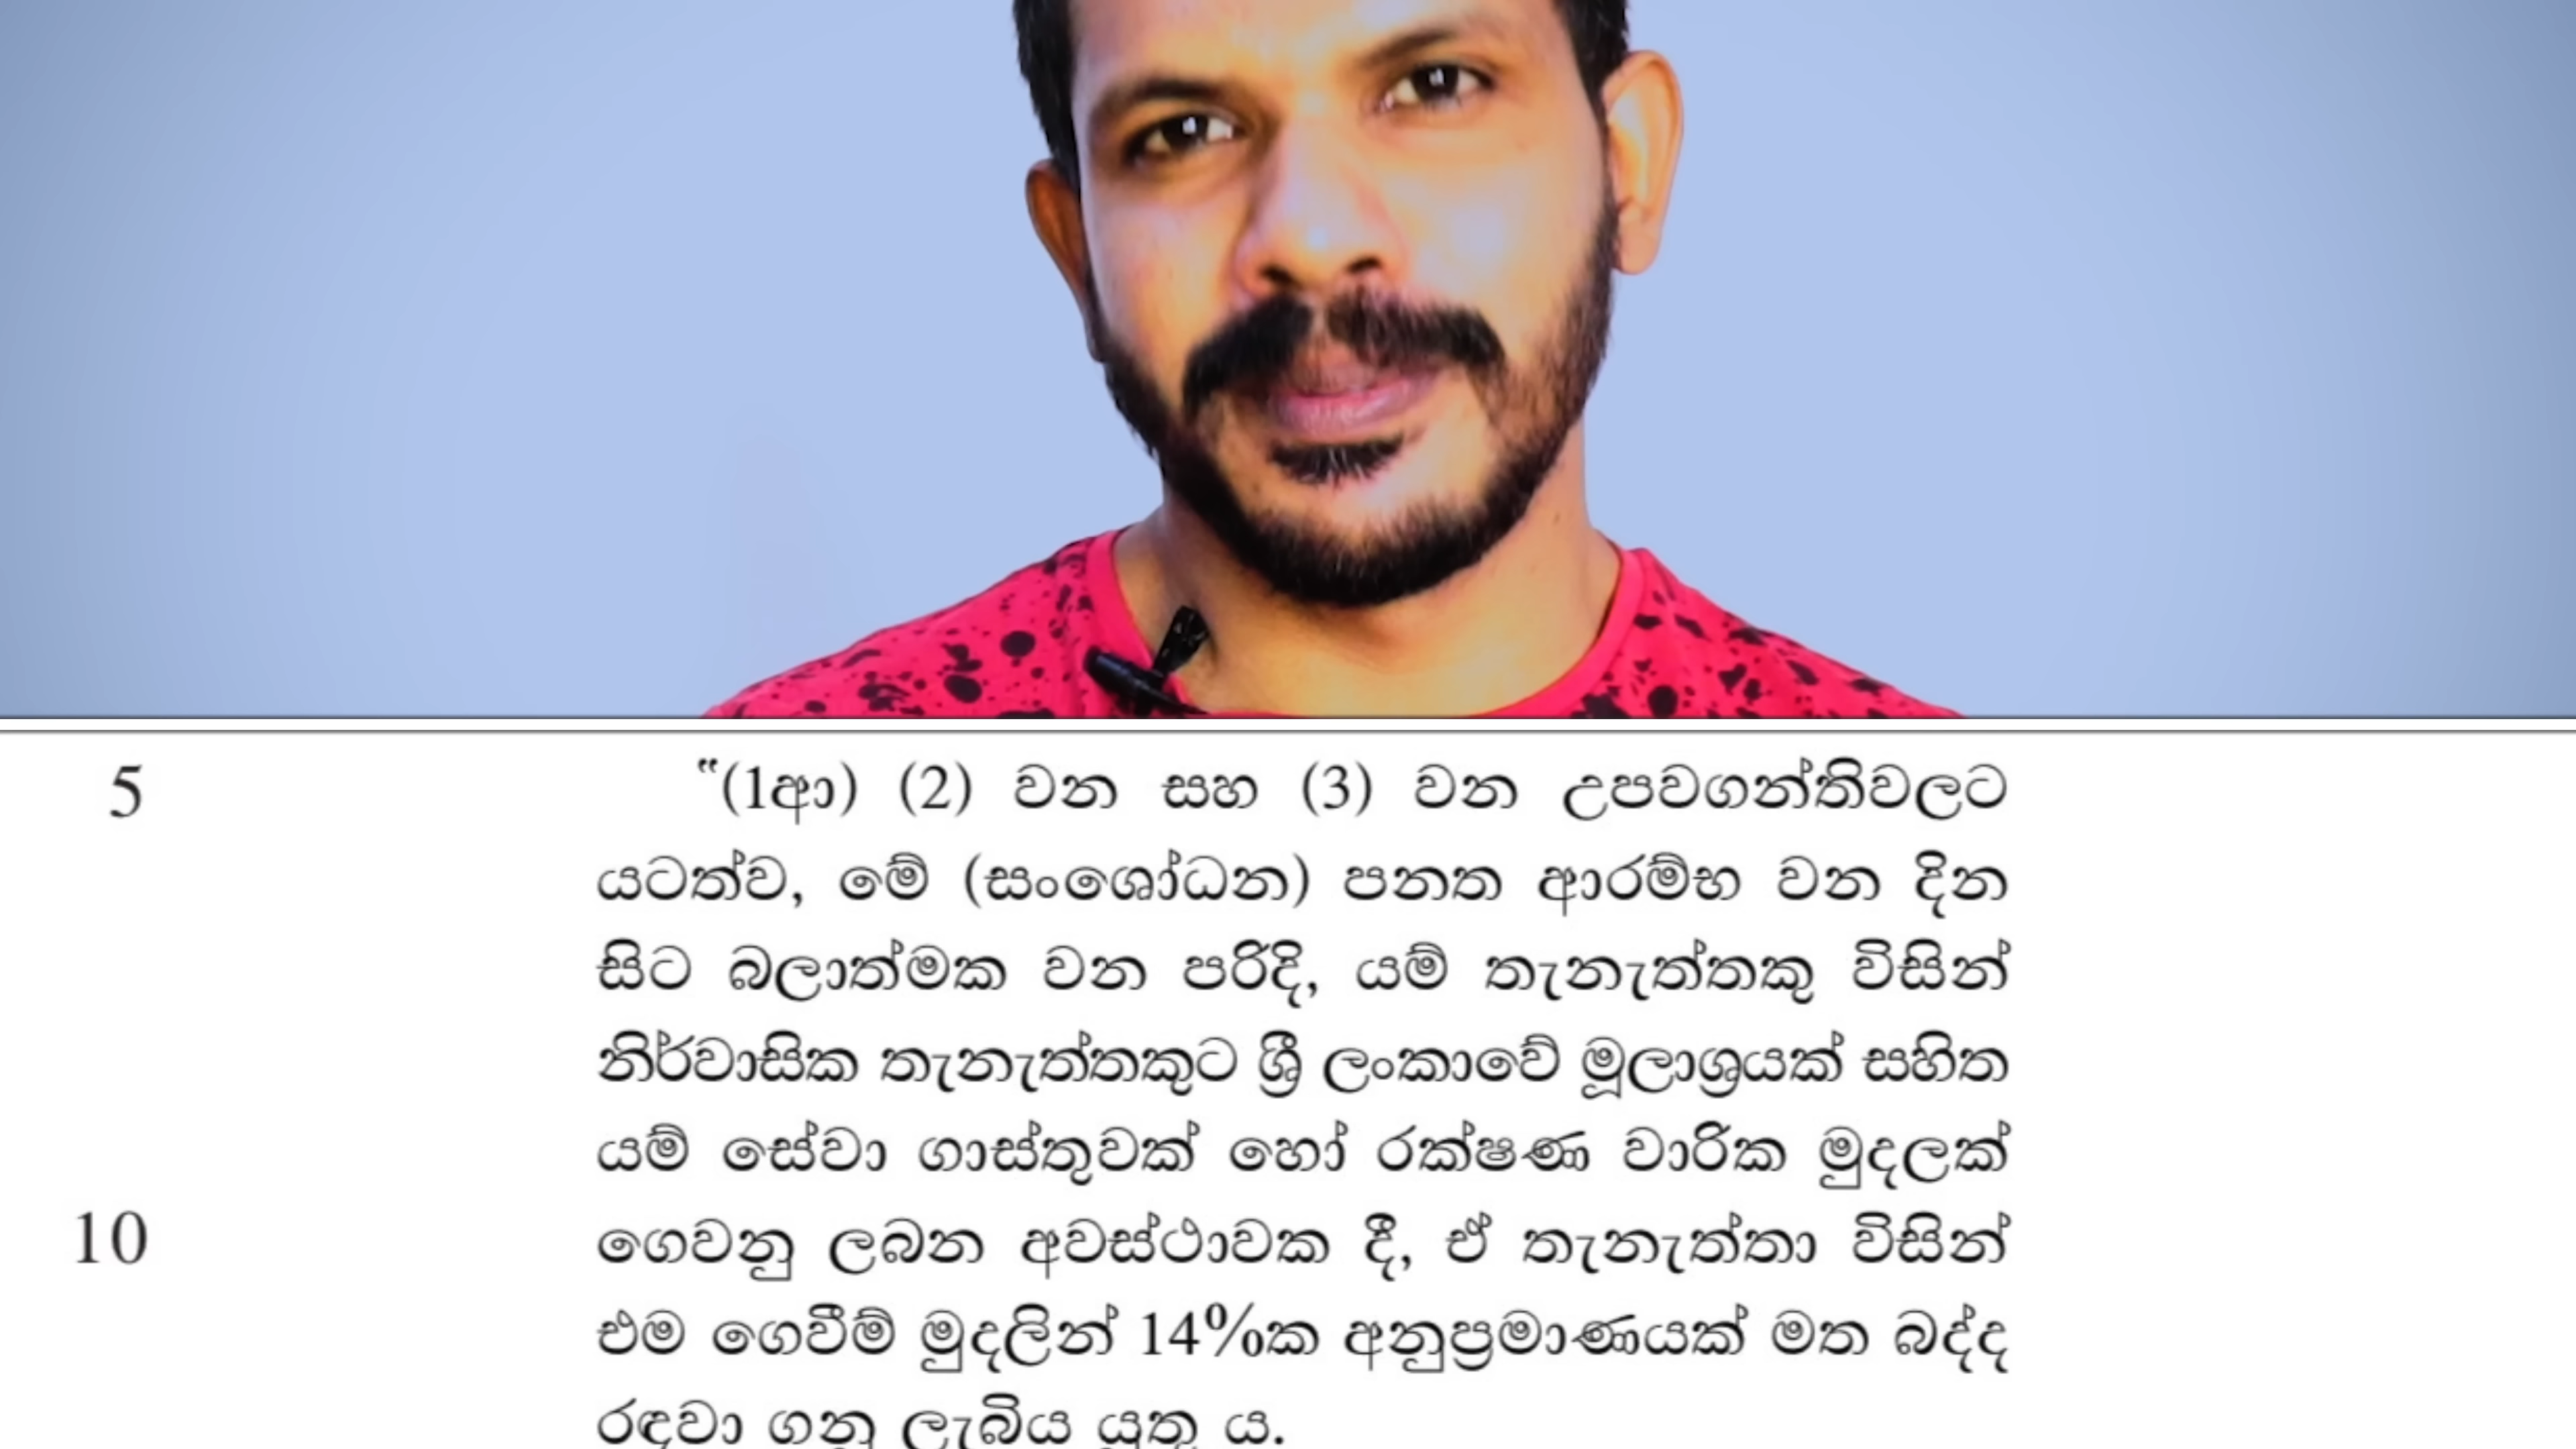 5
“(1ආ) (2) වන සහ (3) වන උපවගන්තිවලට
යටත්ව, මේ (සංශෝධන) පනත ආරම්භ වන දින
සිට බලාත්මක වන පරිදි, යම් තැනැත්තකු විසින්
නිර්වාසික තැනැත්තකුට ශ්‍රී ලංකාවේ මූලාශ්‍රයක් සහිත
යම් සේවා ගාස්තුවක් හෝ රක්ෂණ වාරික මුදලක්
10
ගෙවනු ලබන අවස්ථාවක දී, ඒ තැනැත්තා විසින්
එම ගෙවීම් මුදලින් 14%ක අනුප්‍රමාණයක් මත බද්ද
රඳවා ගනු ලැබිය යුතු ය.